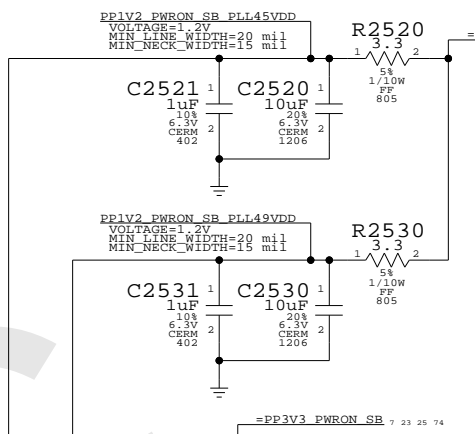 PP1V2_PWRON_SB_PLL45VDD
VOLTAGE=1.2V
MIN_LINE_WIDTH=20 mil
MIN_NECK_WIDTH=15 mil
R2520
3.3
1 2
5%
1/10W
FF
805
=
C2521 1
1uF
10%
6.3V
CERM
402
2
C2520 1
10uF
20%
6.3V
CERM
1206
2
PP1V2_PWRON_SB_PLL49VDD
VOLTAGE=1.2V
MIN_LINE_WIDTH=20 mil
MIN_NECK_WIDTH=15 mil
R2530
3.3
1 2
5%
1/10W
FF
805
C2531 1
1uF
10%
6.3V
CERM
402
2
C2530 1
10uF
20%
6.3V
CERM
1206
2
=PP3V3_PWRON_SB 7 23 25 74